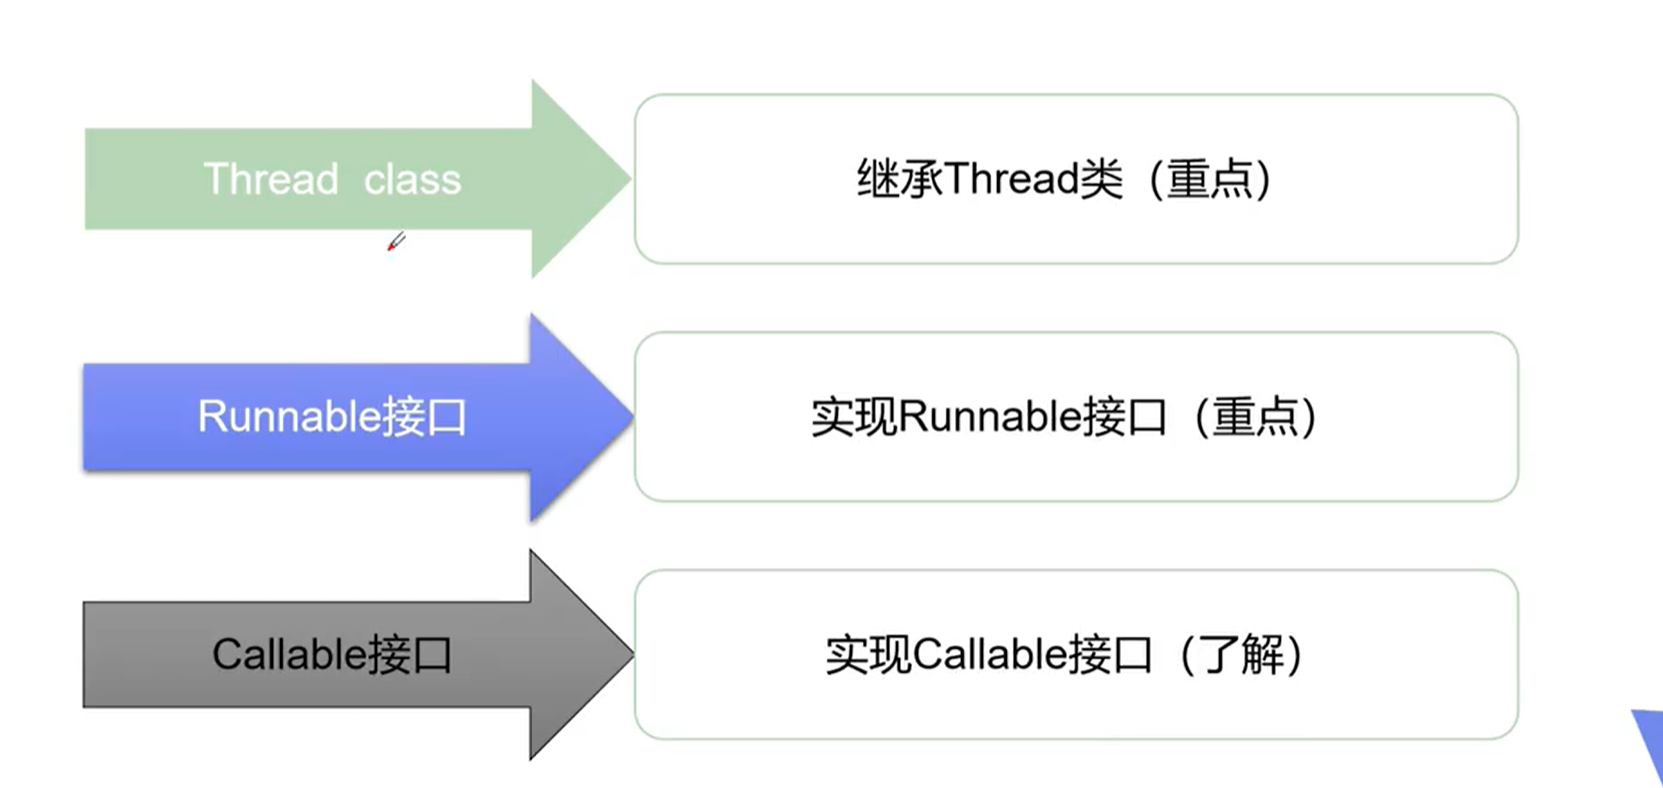 Thread class
继承Thread类（重点）
Runnable接口
实现Runnable接口（重点）
Callable接口
实现Callable接口（了解）